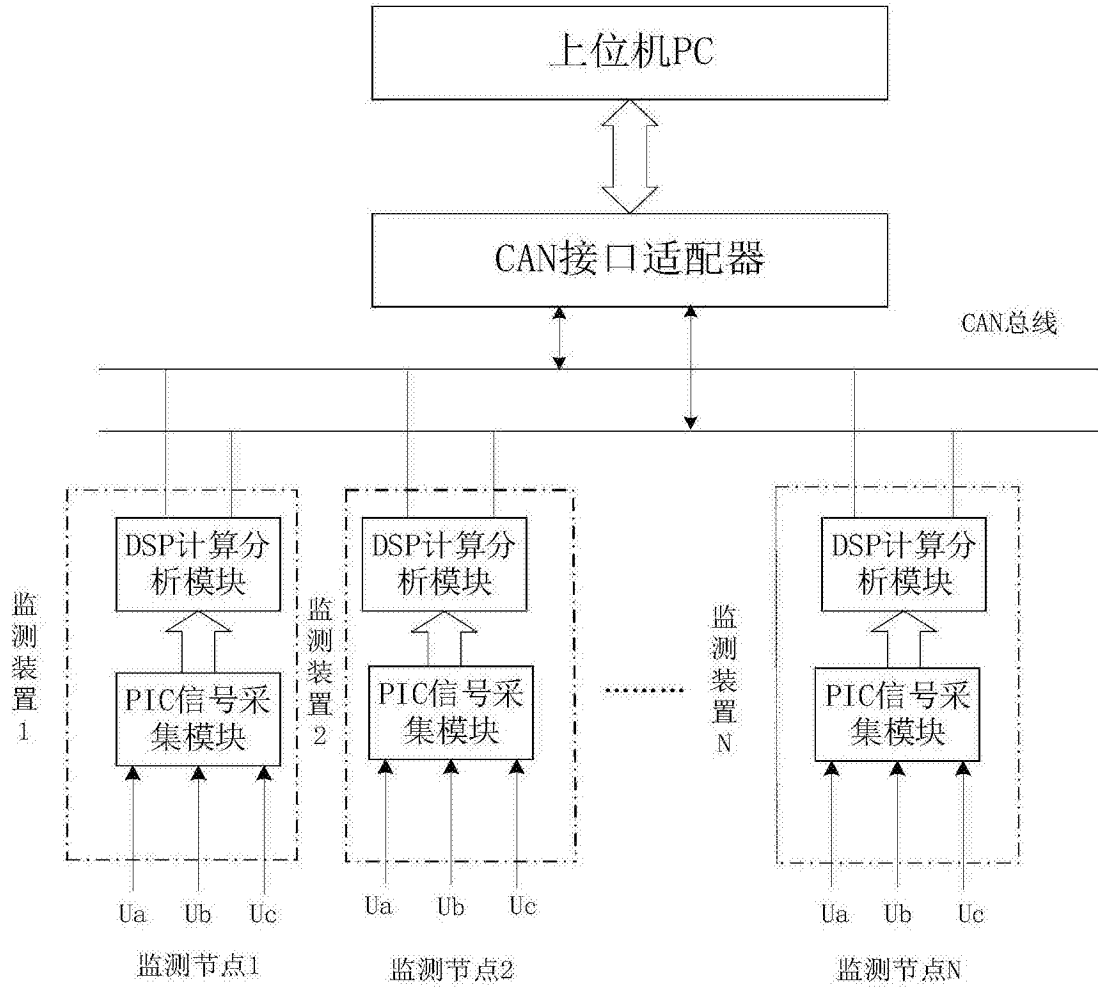 上位机PC
CAN接口适配器
CAN总线
监测装置1
DSP计算分
析模块
PIC信号采
集模块
Ua Ub Uc
监测节点1
监测装置2
DSP计算分
析模块
PIC信号采
集模块
Ua Ub Uc
监测节点2
………
监测装置N
DSP计算分
析模块
PIC信号采
集模块
Ua Ub Uc
监测节点N